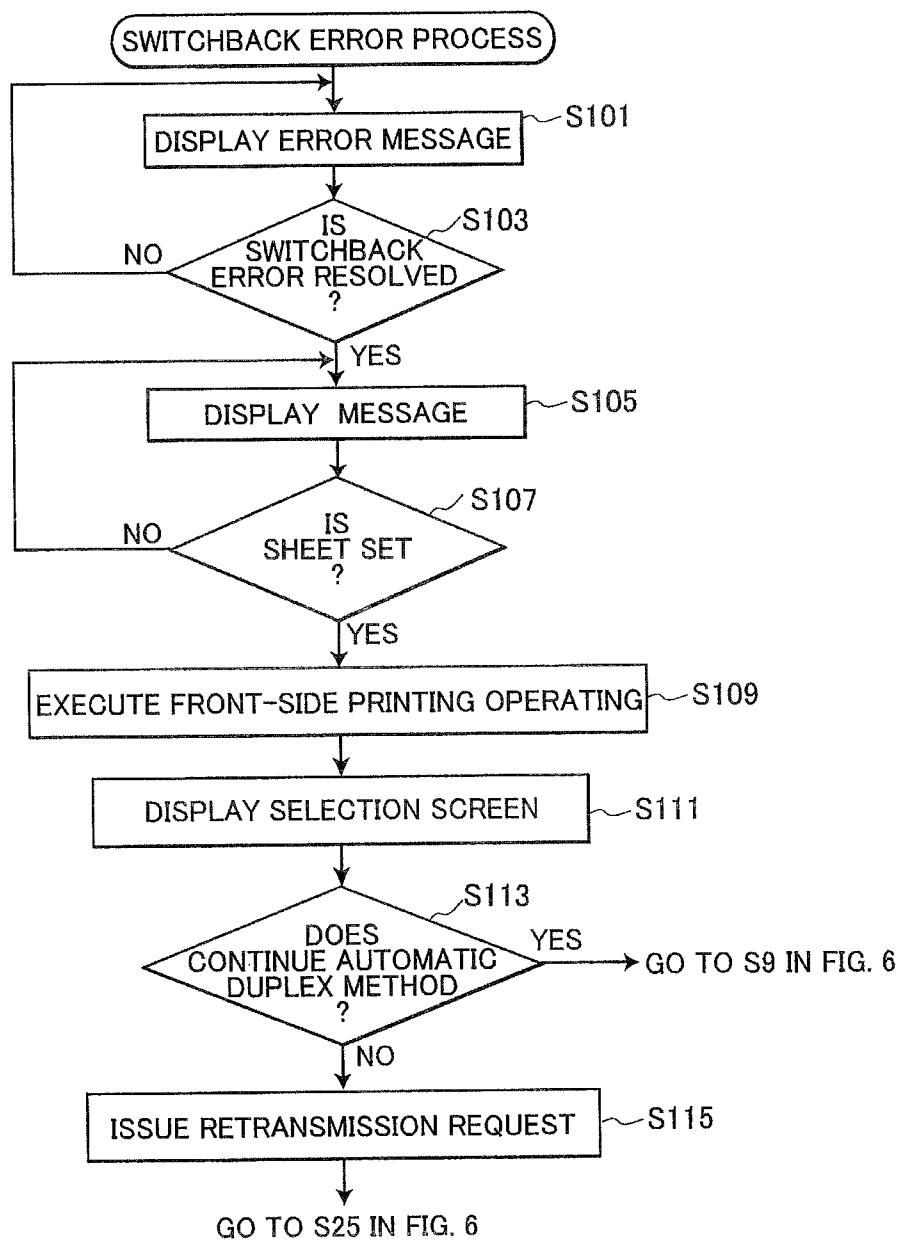 SWITCHBACK ERROR PROCESS
DISPLAY ERROR MESSAGE
S101
IS
SWITCHBACK
ERROR RESOLVED
?
S103
NO
YES
DISPLAY MESSAGE
S105
IS
SHEET SET
?
S107
NO
YES
EXECUTE FRONT-SIDE PRINTING OPERATING
S109
DISPLAY SELECTION SCREEN
S111
DOES
CONTINUE AUTOMATIC
DUPLEX METHOD
?
S113
YES
GO TO S9 IN FIG. 6
NO
ISSUE RETRANSMISSION REQUEST
S115
GO TO S25 IN FIG. 6